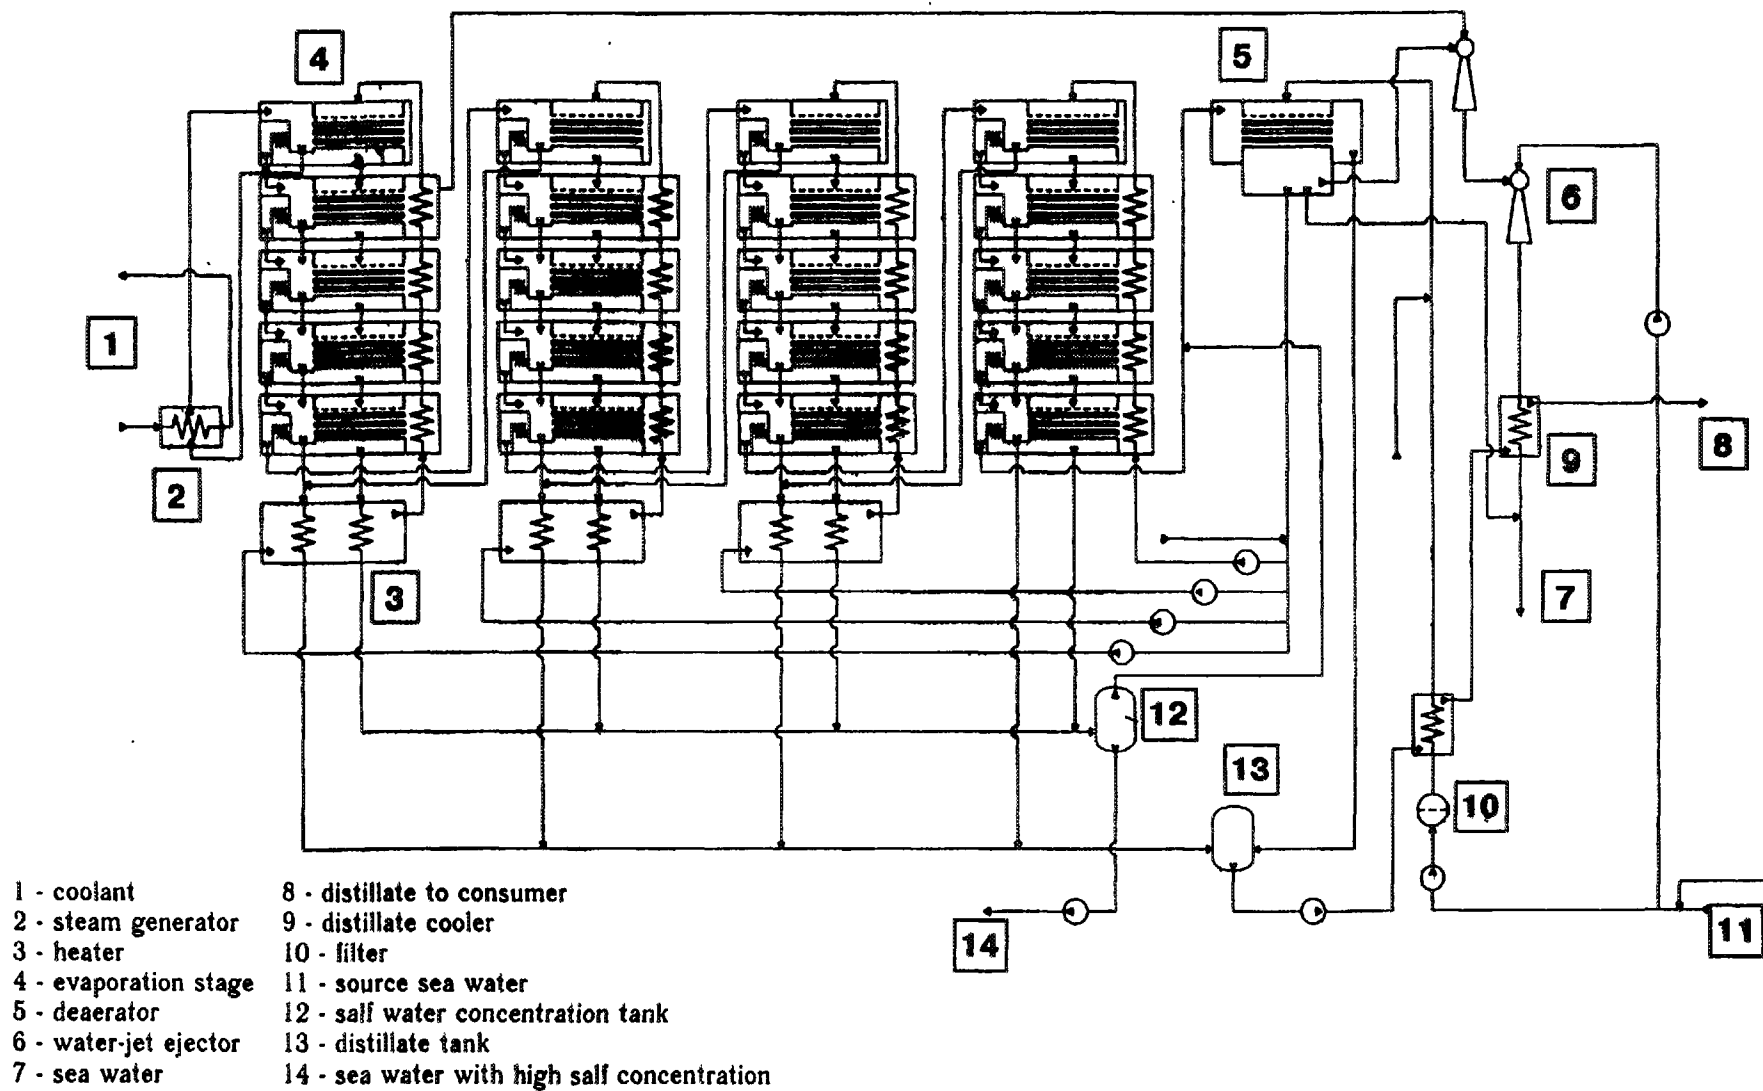 4
5
6
1
2
3
9
8
7
12
13
10
14
11
1 - coolant
2 - steam generator
3 - heater
4 - evaporation stage
5 - deaerator
6 - water-jet ejector
7 - sea water
8 - distillate to consumer
9 - distillate cooler
10 - filter
11 - source sea water
12 - salf water concentration tank
13 - distillate tank
14 - sea water with high salf concentration